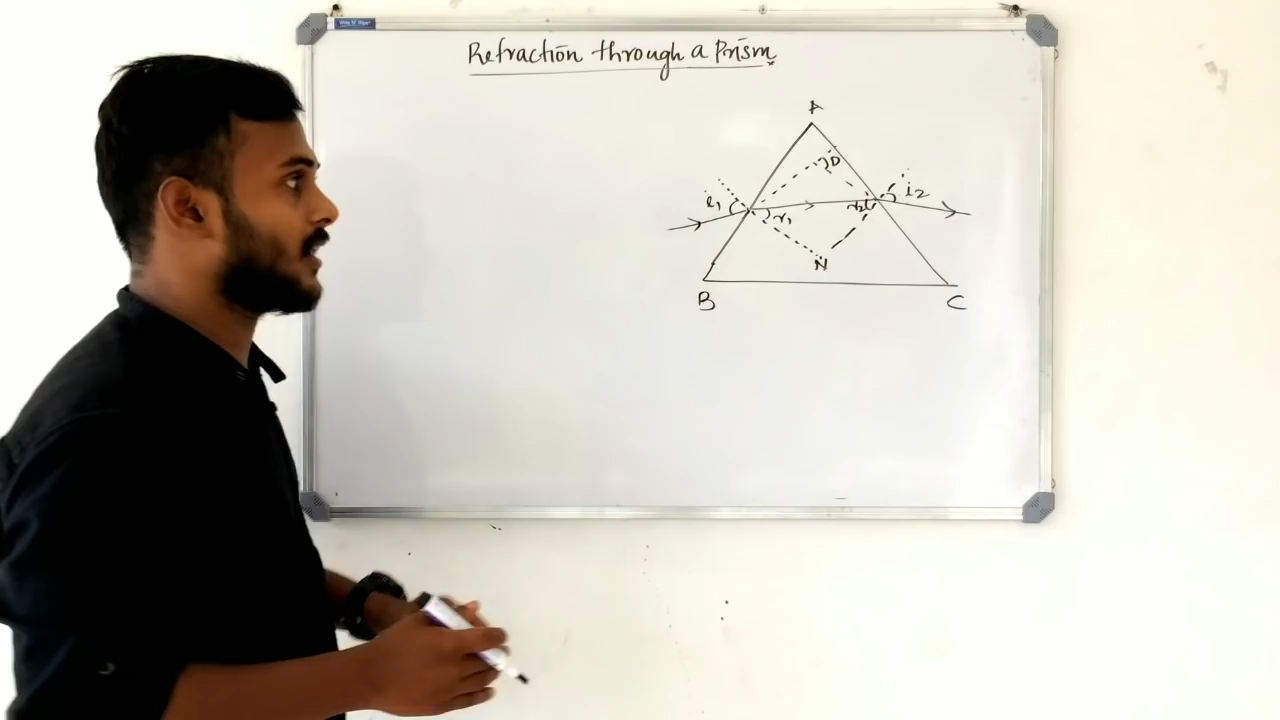 Refraction through a Prism
A
D
i₁
i₂
r₁
r₂
N
B
C